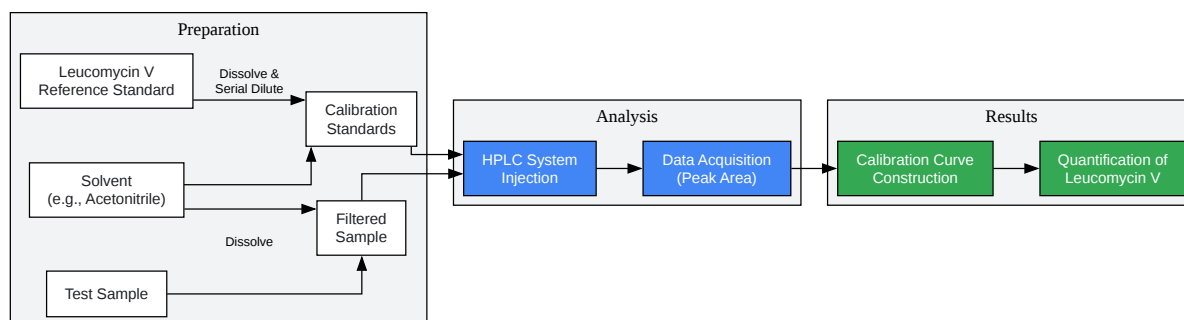 Preparation
Leucomycin V
Reference Standard
Dissolve &
Serial Dilute
Calibration
Standards
Solvent
(e.g., Acetonitrile)
Dissolve
Filtered
Sample
Test Sample
Analysis
HPLC System
Injection
Data Acquisition
(Peak Area)
Results
Calibration Curve
Construction
Quantification of
Leucomycin V